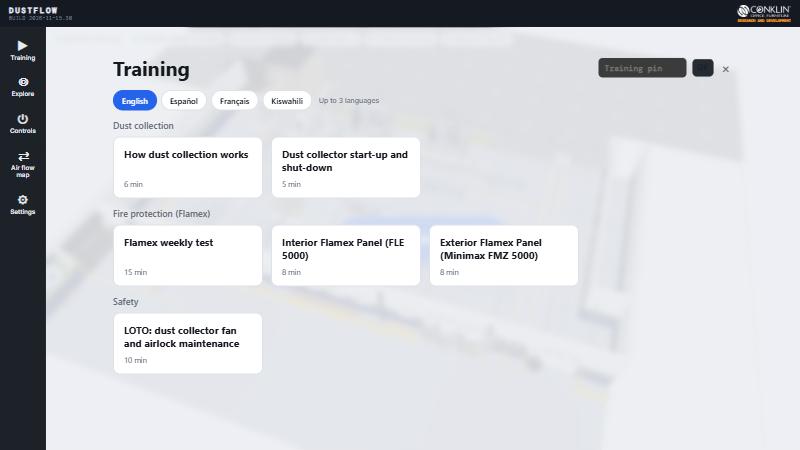 DUSTFLOW
BUILD 2026-11-15.30
CONKLIN
OFFICE FURNITURE
RESEARCH AND DEVELOPMENT
Training
Explore
Controls
Air flow
map
Settings
Training
Training pin
×
English
Español
Français
Kiswahili
Up to 3 languages
Dust collection
How dust collection works
6 min
Dust collector start-up and
shut-down
5 min
Fire protection (Flamex)
Flamex weekly test
15 min
Interior Flamex Panel (FLE
5000)
8 min
Exterior Flamex Panel
(Minimax FMZ 5000)
8 min
Safety
LOTO: dust collector fan
and airlock maintenance
10 min